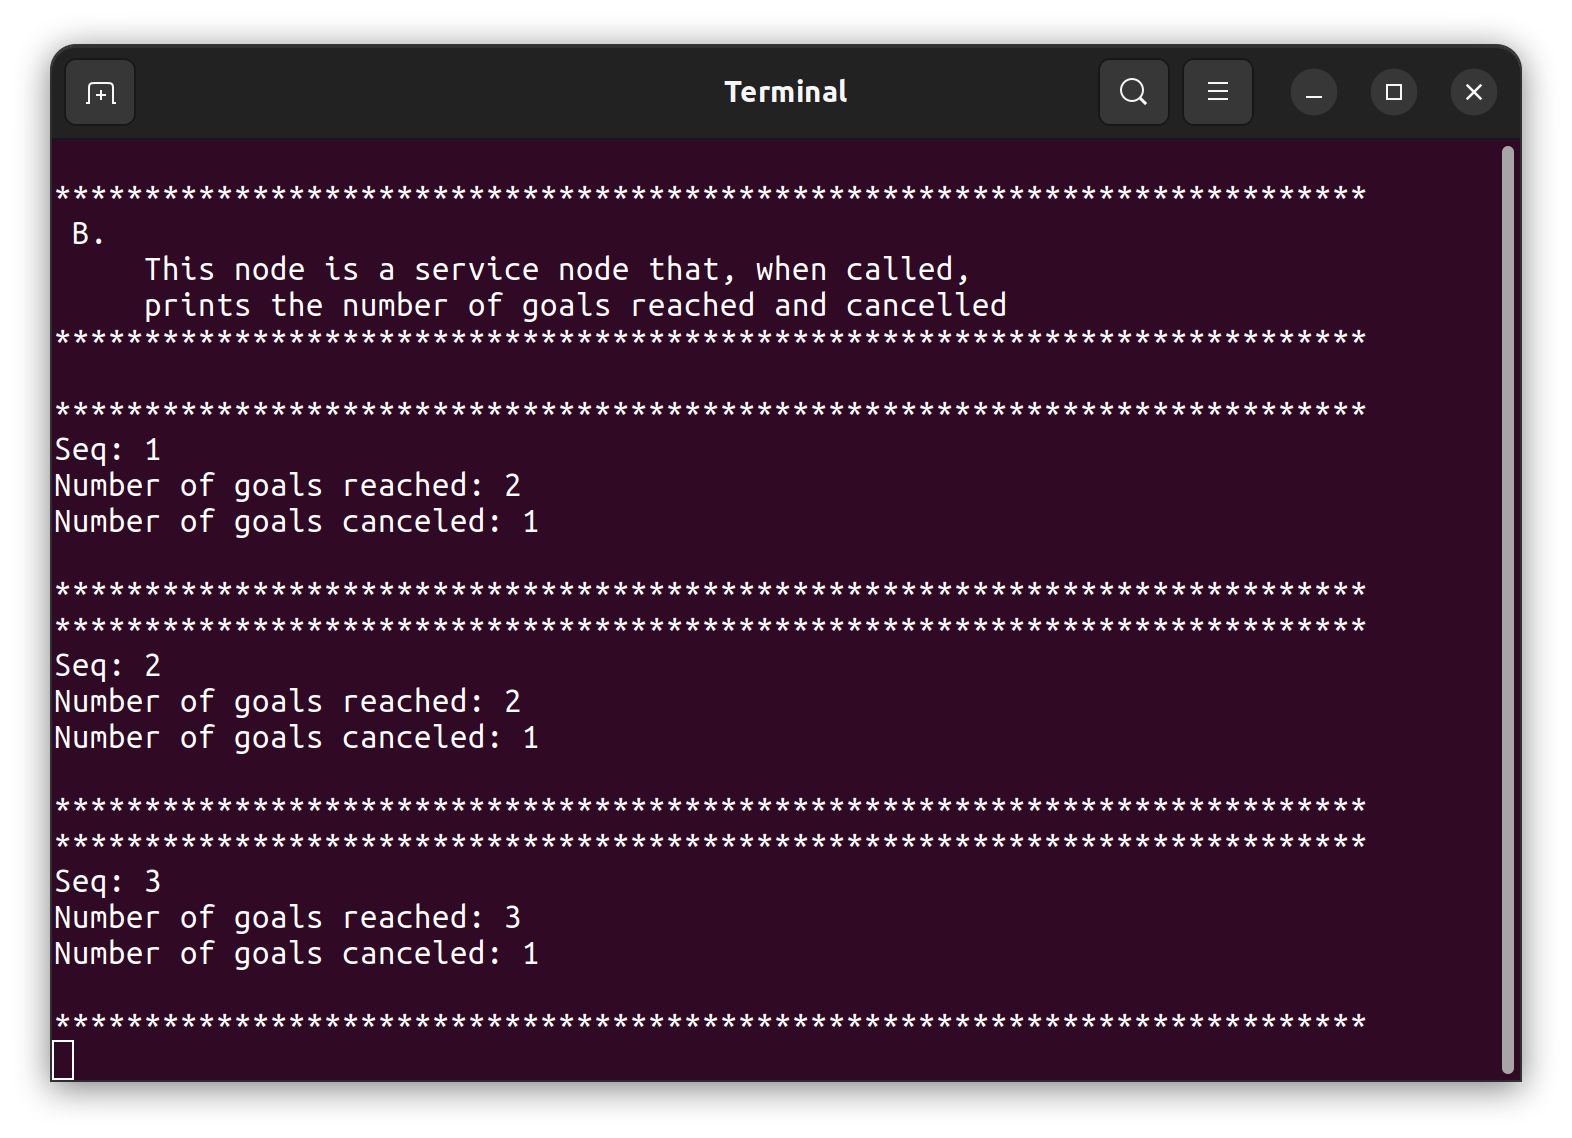 Terminal
*************************************************************************
B.
This node is a service node that, when called,
prints the number of goals reached and cancelled
*************************************************************************
*************************************************************************
Seq: 1
Number of goals reached: 2
Number of goals canceled: 1
*************************************************************************
*************************************************************************
Seq: 2
Number of goals reached: 2
Number of goals canceled: 1
*************************************************************************
*************************************************************************
Seq: 3
Number of goals reached: 3
Number of goals canceled: 1
*************************************************************************